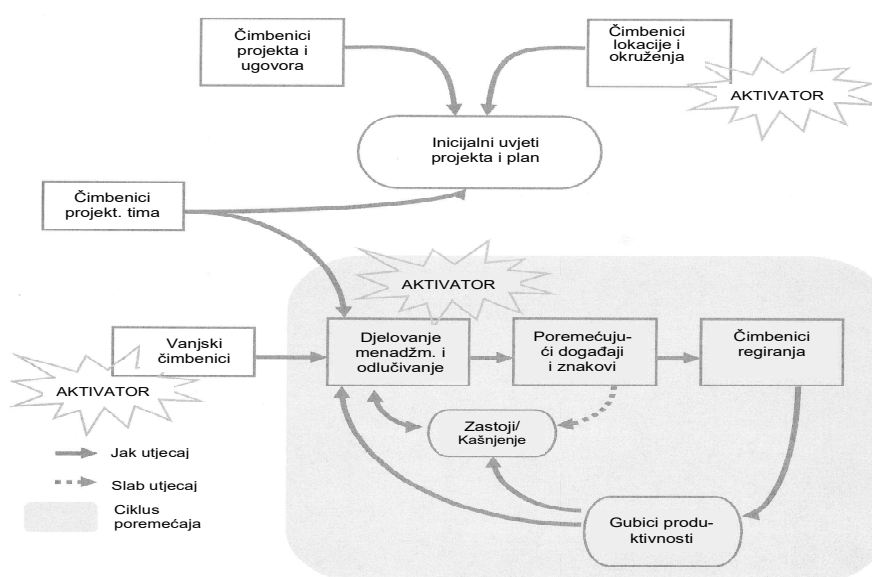 Čimbenici
projekta i
ugovora
Čimbenici
lokacije i
okruženja
AKTIVATOR
Inicijalni uvjeti
projekta i plan
Čimbenici
projekt. tima
AKTIVATOR
Vanjski
čimbenici
AKTIVATOR
Djelovanje
menadžm. i
odlučivanje
Poremećuju-
ći događaji
i znakovi
Čimbenici
regiranja
Zastoji/
Kašnjenje
Gubici produ-
ktivnosti
Jak utjecaj
Slab utjecaj
Ciklus
poremećaja